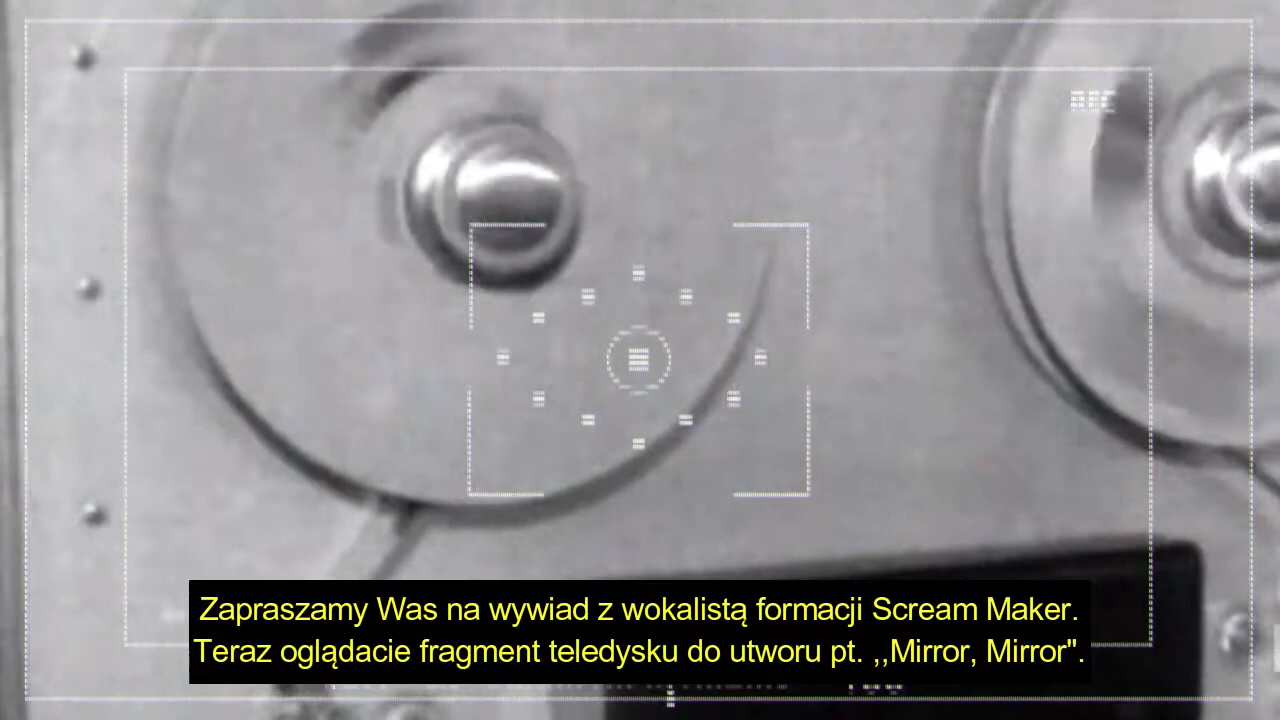 Zapraszamy Was na wywiad z wokalistą formacji Scream Maker.
Teraz oglądacie fragment teledysku do utworu pt. ,,Mirror, Mirror".